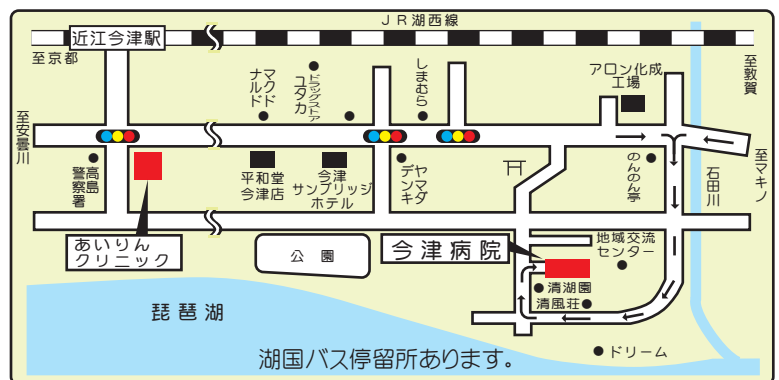 JR湖西線
近江今津駅
至京都
至敦賀
マクド
ナルド
ドラッグストア
ユタカ
しまむら
アロン化成
工場
至安曇川
高島
警察署
平和堂
今津店
今津
サンブリッジ
ホテル
ヤマダ
デンキ
のんのん亭
石田川
至マキノ
あいりん
クリニック
公園
今津病院
地域交流
センター
清湖園
清風荘
琵琶湖
ドリーム
湖国バス停留所あります。